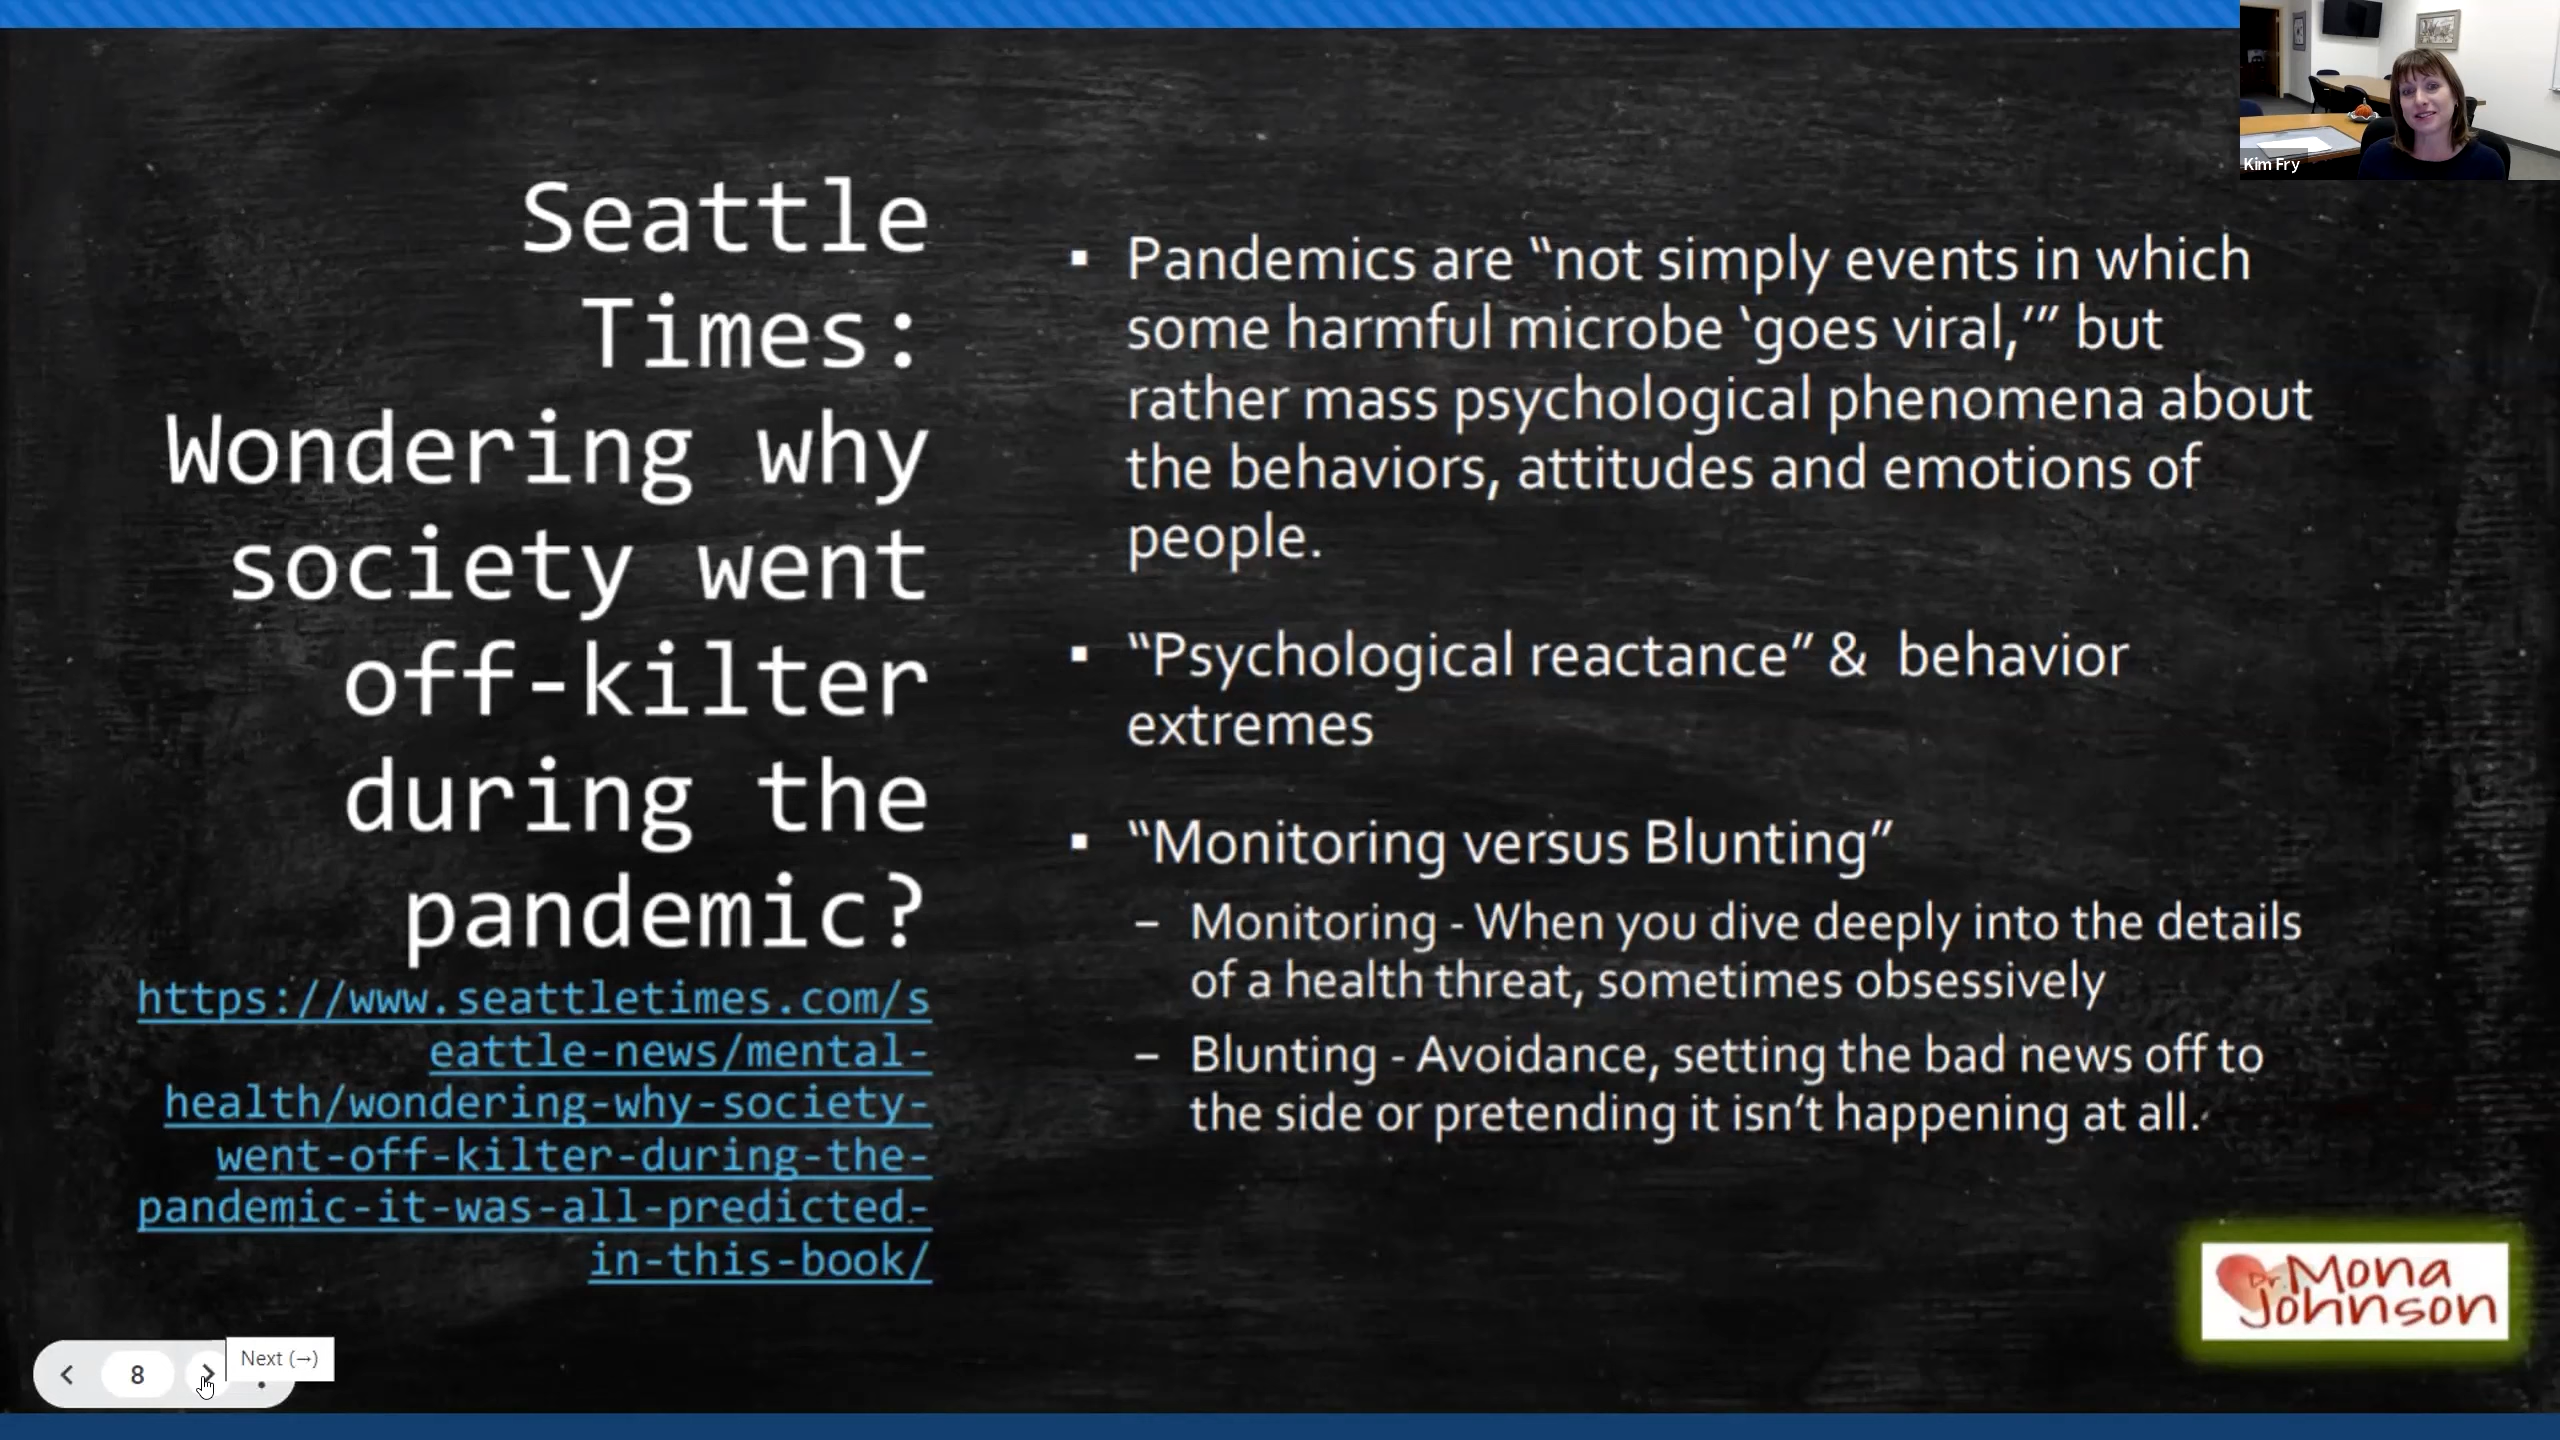 Kim Fry
Seattle
Times:
Wondering why
society went
off-kilter
during the
pandemic?
https://www.seattletimes.com/s
eattle-news/mental-
health/wondering-why-society-
went-off-kilter-during-the-
pandemic-it-was-all-predicted-
in-this-book/
▪ Pandemics are “not simply events in which
some harmful microbe ‘goes viral,’” but
rather mass psychological phenomena about
the behaviors, attitudes and emotions of
people.
▪ “Psychological reactance” &  behavior
extremes
▪ “Monitoring versus Blunting”
– Monitoring - When you dive deeply into the details
of a health threat, sometimes obsessively
– Blunting - Avoidance, setting the bad news off to
the side or pretending it isn’t happening at all.
Dr. Mona
Johnson
8
Next (→)